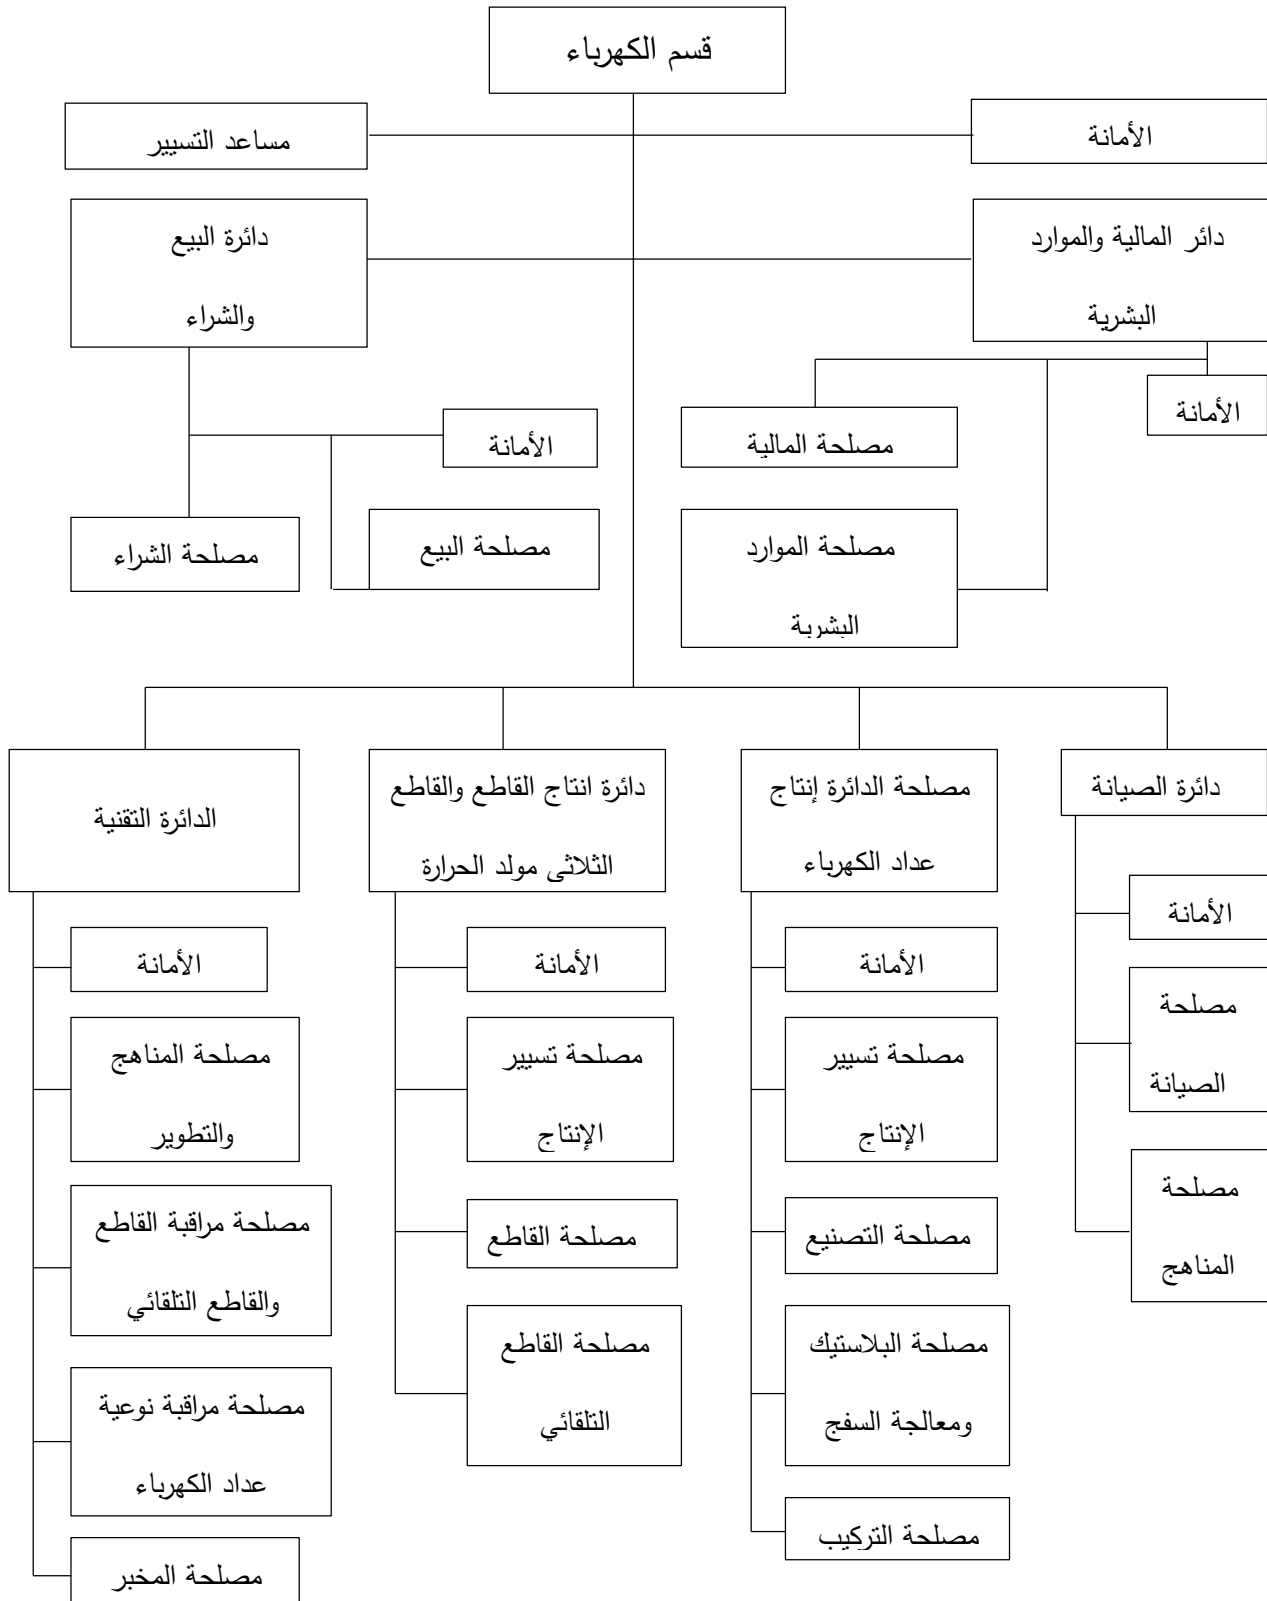 قسم الكهرباء
الأمانة
مساعد التسيير
دائر المالية والموارد
البشرية
دائرة البيع
والشراء
الأمانة
مصلحة المالية
الأمانة
مصلحة الموارد
البشرية
مصلحة البيع
مصلحة الشراء
دائرة الصيانة
مصلحة الدائرة إنتاج
عداد الكهرباء
دائرة انتاج القاطع والقاطع
الثلاثي مولد الحرارة
الدائرة التقنية
الأمانة
مصلحة
الصيانة
مصلحة
المناهج
الأمانة
مصلحة تسيير
الإنتاج
مصلحة التصنيع
مصلحة البلاستيك
ومعالجة السفج
مصلحة التركيب
الأمانة
مصلحة تسيير
الإنتاج
مصلحة القاطع
مصلحة القاطع
التلقائي
الأمانة
مصلحة المناهج
والتطوير
مصلحة مراقبة القاطع
والقاطع التلقائي
مصلحة مراقبة نوعية
عداد الكهرباء
مصلحة المخبر